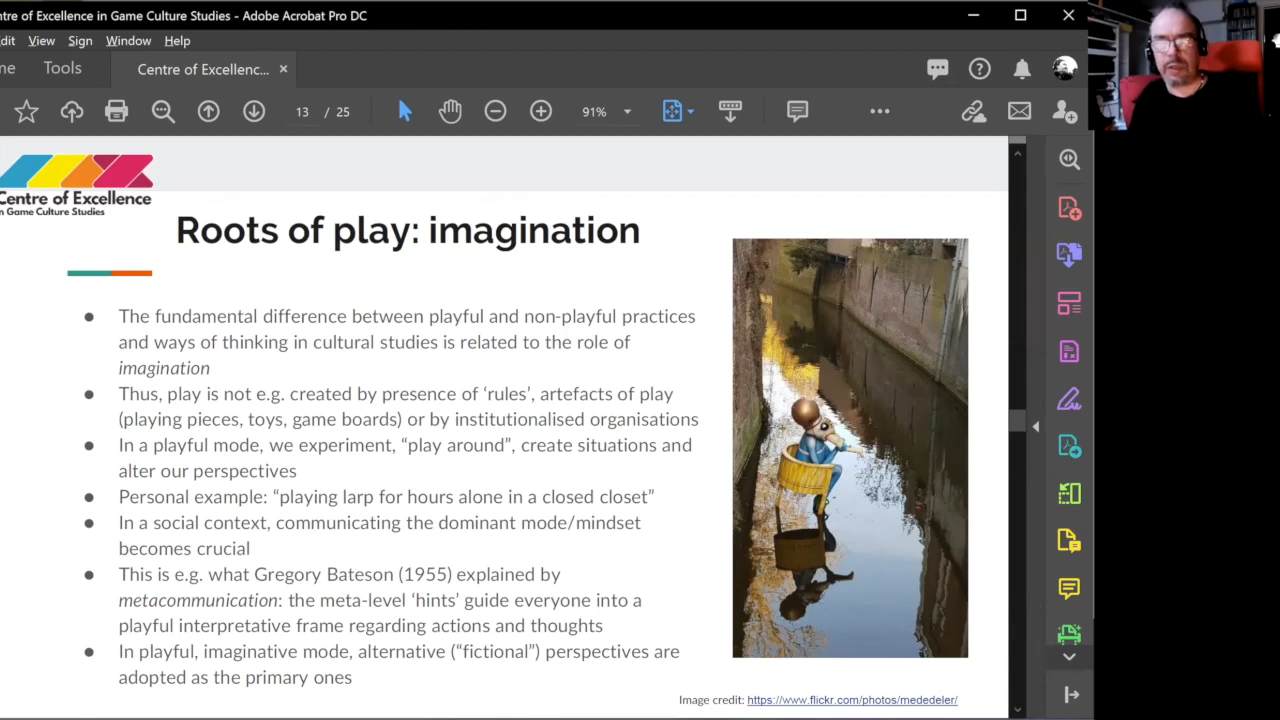 ntre of Excellence in Game Culture Studies - Adobe Acrobat Pro DC
dit View Sign Window Help
me Tools Centre of Excellenc... ×
13 / 25 91%
Centre of Excellence
in Game Culture Studies
Roots of play: imagination
● The fundamental difference between playful and non-playful practices
and ways of thinking in cultural studies is related to the role of
imagination
● Thus, play is not e.g. created by presence of ‘rules’, artefacts of play
(playing pieces, toys, game boards) or by institutionalised organisations
● In a playful mode, we experiment, “play around”, create situations and
alter our perspectives
● Personal example: “playing larp for hours alone in a closed closet”
● In a social context, communicating the dominant mode/mindset
becomes crucial
● This is e.g. what Gregory Bateson (1955) explained by
metacommunication: the meta-level ‘hints’ guide everyone into a
playful interpretative frame regarding actions and thoughts
● In playful, imaginative mode, alternative (“fictional”) perspectives are
adopted as the primary ones
Image credit: https://www.flickr.com/photos/mededeler/